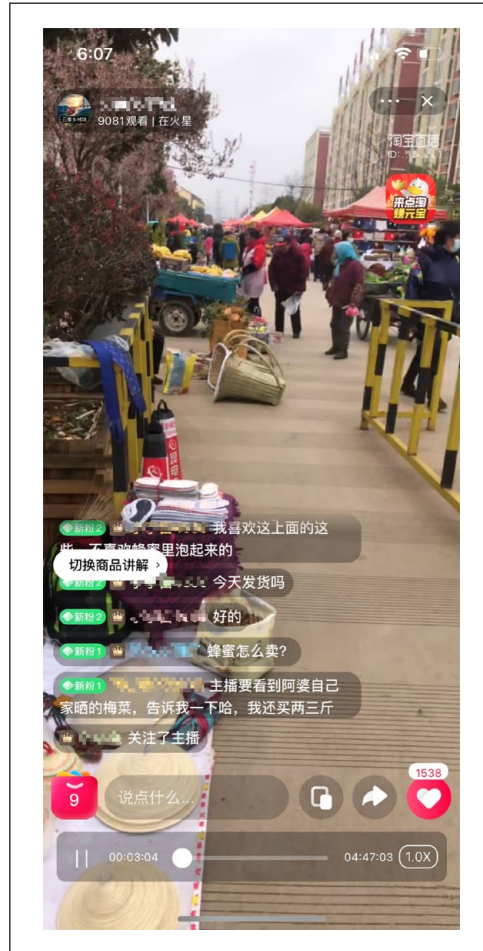 6:07
9081观看 | 在火星
淘宝直播
ID:
来点淘
赚元宝
新粉2 我喜欢这上面的这
些，不喜欢蜂蜜里泡起来的
切换商品讲解 ›
新粉2 今天发货吗
新粉2 好的
新粉1 蜂蜜怎么卖?
新粉1 主播要看到阿婆自己
家晒的梅菜，告诉我一下哈，我还买两三斤
关注了主播
1538
9
说点什么...
00:03:04
04:47:03
1.0X